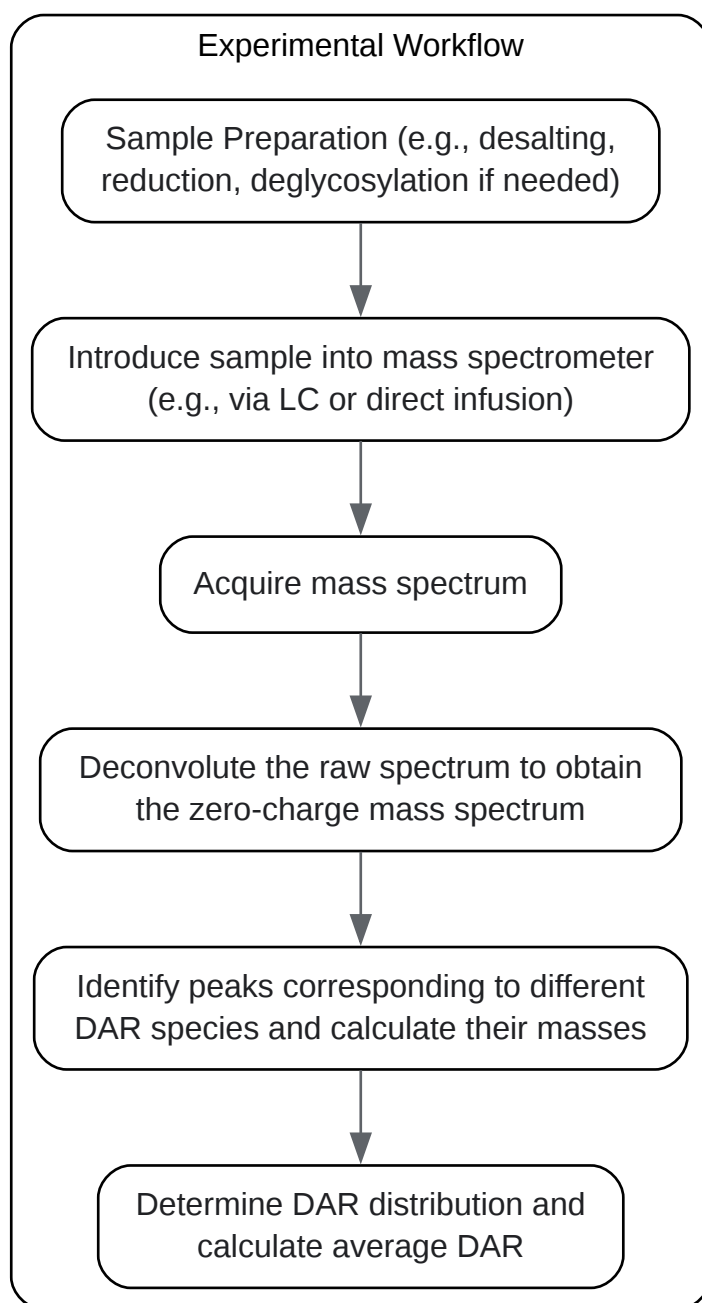 Experimental Workflow
Sample Preparation (e.g., desalting,
reduction, deglycosylation if needed)
Introduce sample into mass spectrometer
(e.g., via LC or direct infusion)
Acquire mass spectrum
Deconvolute the raw spectrum to obtain
the zero-charge mass spectrum
Identify peaks corresponding to different
DAR species and calculate their masses
Determine DAR distribution and
calculate average DAR